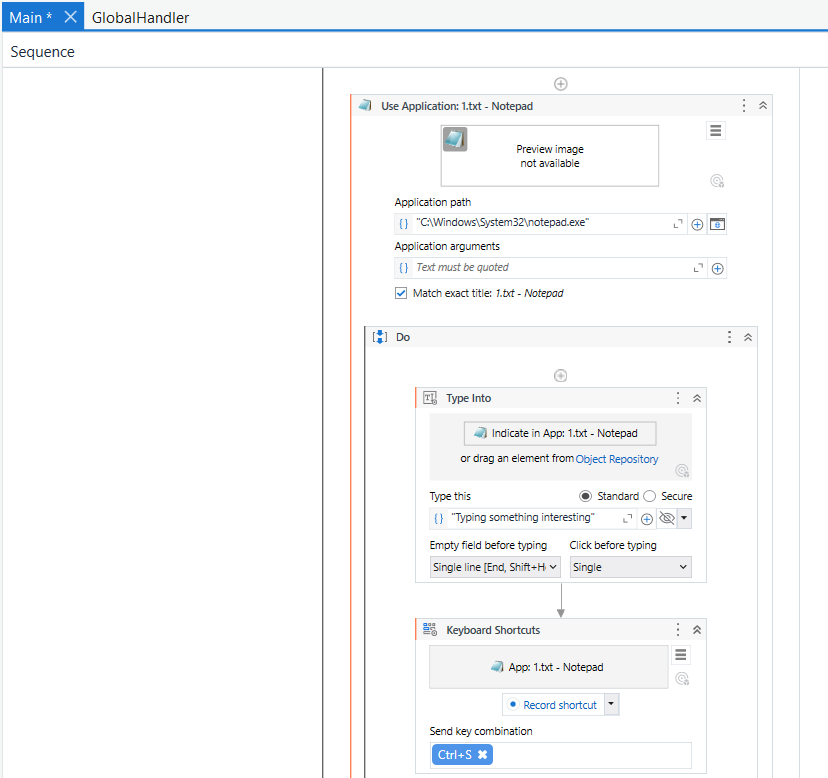 Main * GlobalHandler
Sequence
Use Application: 1.txt - Notepad
Preview image
not available
Application path
"C:\Windows\System32\notepad.exe"
Application arguments
Text must be quoted
Match exact title: 1.txt - Notepad
Do
Type Into
Indicate in App: 1.txt - Notepad
or drag an element from Object Repository
Type this Standard Secure
"Typing something interesting"
Empty field before typing Click before typing
Single line [End, Shift+H Single
Keyboard Shortcuts
App: 1.txt - Notepad
Record shortcut
Send key combination
Ctrl+S